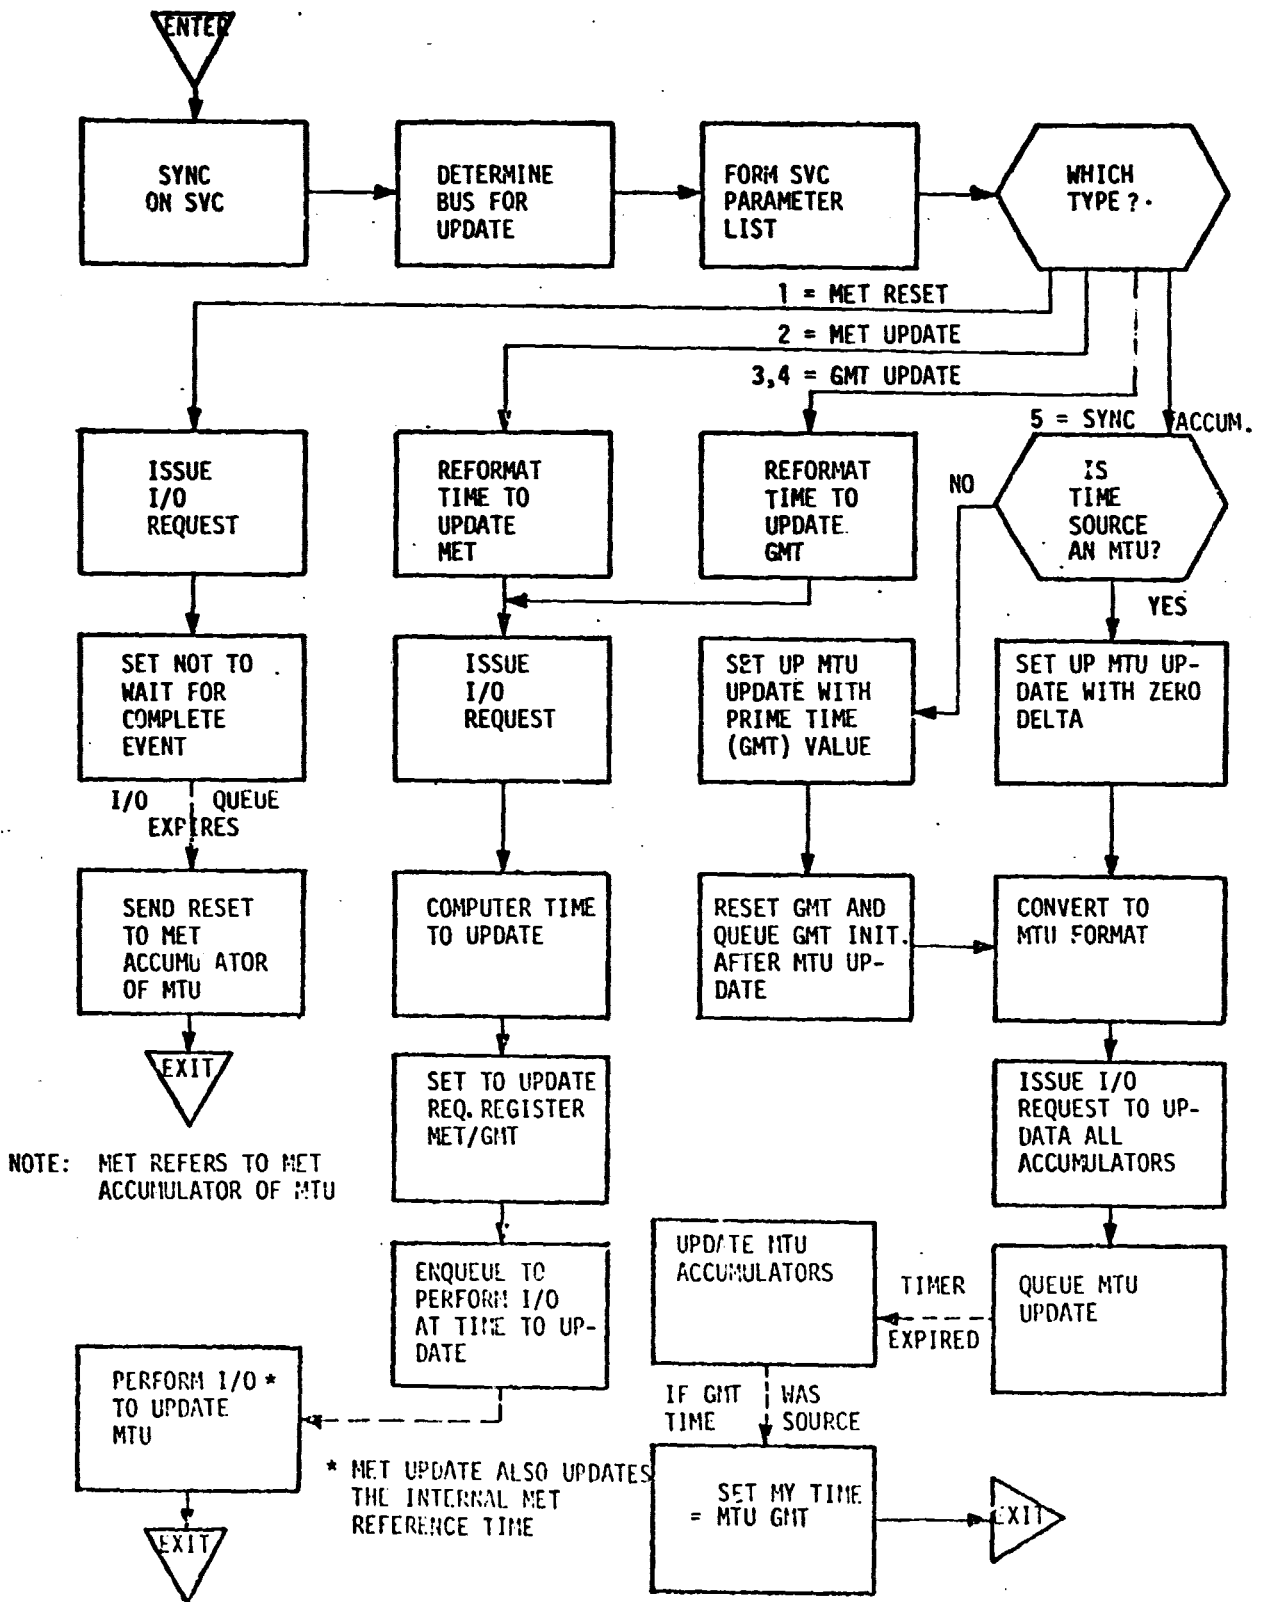 ENTER
SYNC
ON SVC
DETERMINE
BUS FOR
UPDATE
FORM SVC
PARAMETER
LIST
WHICH
TYPE?
1 = MET RESET
2 = MET UPDATE
3,4 = GMT UPDATE
5 = SYNC ACCUM.
ISSUE
I/O
REQUEST
REFORMAT
TIME TO
UPDATE
MET
REFORMAT
TIME TO
UPDATE
GMT
IS
TIME
SOURCE
AN MTU?
NO
YES
SET NOT TO
WAIT FOR
COMPLETE
EVENT
ISSUE
I/O
REQUEST
SET UP MTU
UPDATE WITH
PRIME TIME
(GMT) VALUE
SET UP MTU UP-
DATE WITH ZERO
DELTA
I/O QUEUE
EXPIRES
SEND RESET
TO MET
ACCUMULATOR
OF MTU
COMPUTER TIME
TO UPDATE
RESET GMT AND
QUEUE GMT INIT.
AFTER MTU UP-
DATE
CONVERT TO
MTU FORMAT
EXIT
SET TO UPDATE
REQ. REGISTER
MET/GMT
ISSUE I/O
REQUEST TO UP-
DATA ALL
ACCUMULATORS
NOTE: MET REFERS TO MET
ACCUMULATOR OF MTU
ENQUEUE TO
PERFORM I/O
AT TIME TO UP-
DATE
UPDATE MTU
ACCUMULATORS
TIMER
EXPIRED
QUEUE MTU
UPDATE
PERFORM I/O *
TO UPDATE
MTU
IF GMT WAS
TIME SOURCE
* MET UPDATE ALSO UPDATES
THE INTERNAL MET
REFERENCE TIME
SET MY TIME
= MTU GMT
EXIT
EXIT